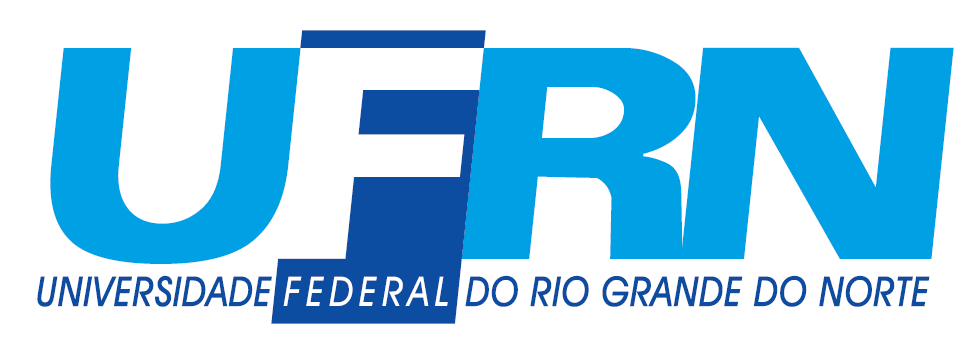 UFRN
UNIVERSIDADE FEDERAL DO RIO GRANDE DO NORTE